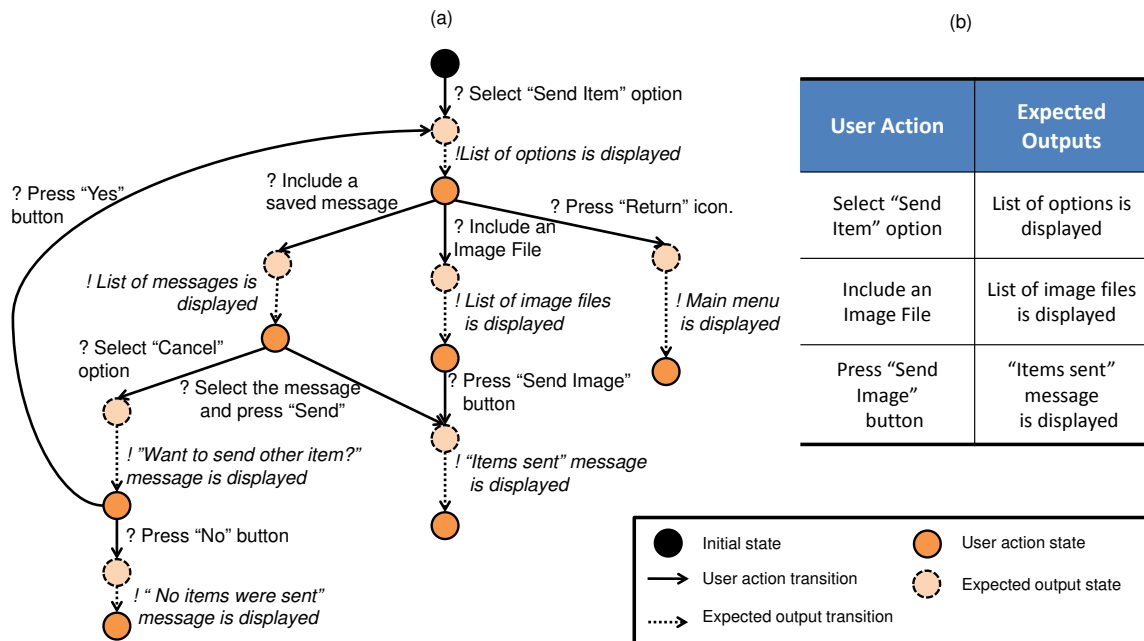 (a)
(b)
? Select “Send Item” option
!List of options is displayed
? Press “Yes”
button
? Include a
saved message
? Include an
Image File
? Press “Return” icon.
! List of messages is
displayed
! List of image files
is displayed
! Main menu
is displayed
? Select “Cancel”
option
? Select the message
and press “Send”
? Press “Send Image”
button
! ”Want to send other item?”
message is displayed
! “Items sent” message
is displayed
? Press “No” button
! “ No items were sent”
message is displayed
User Action
Expected
Outputs
Select “Send
Item” option
List of options is
displayed
Include an
Image File
List of image files
is displayed
Press “Send
Image”
button
“Items sent”
message
is displayed
Initial state
User action state
User action transition
Expected output state
Expected output transition